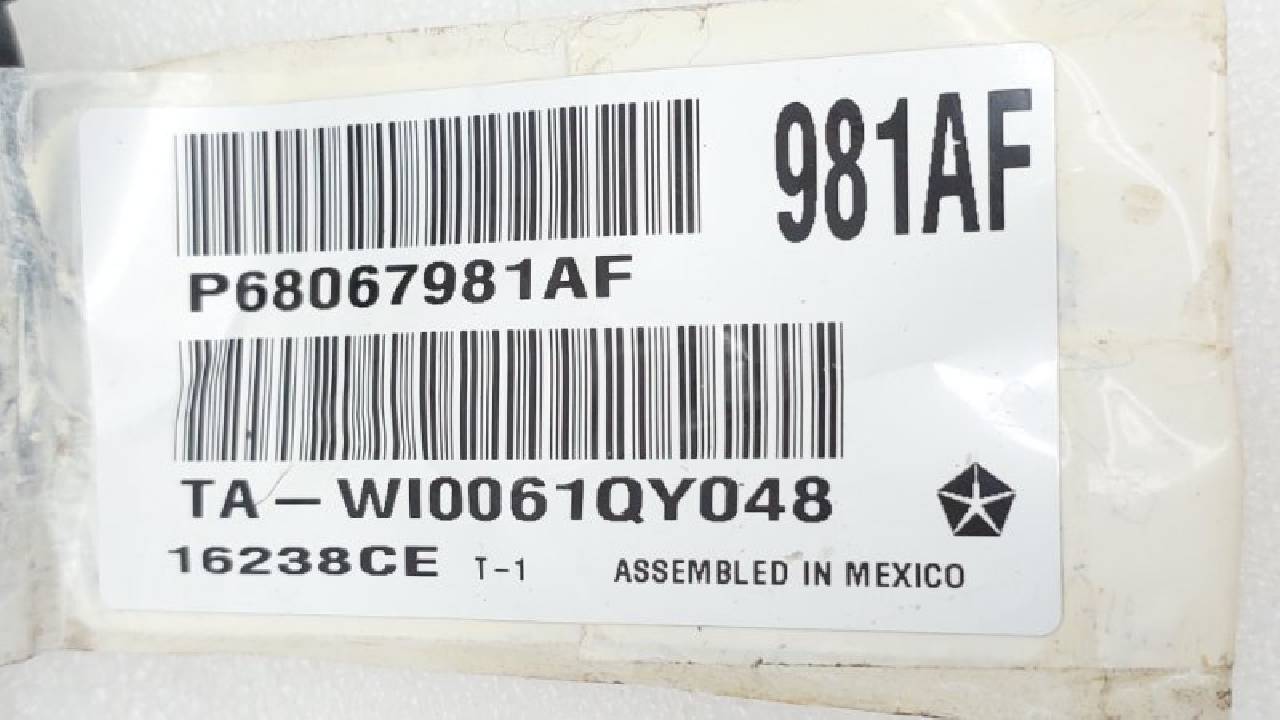 981AF
P68067981AF
TA-WI0061QY048
16238CE T-1 ASSEMBLED IN MEXICO